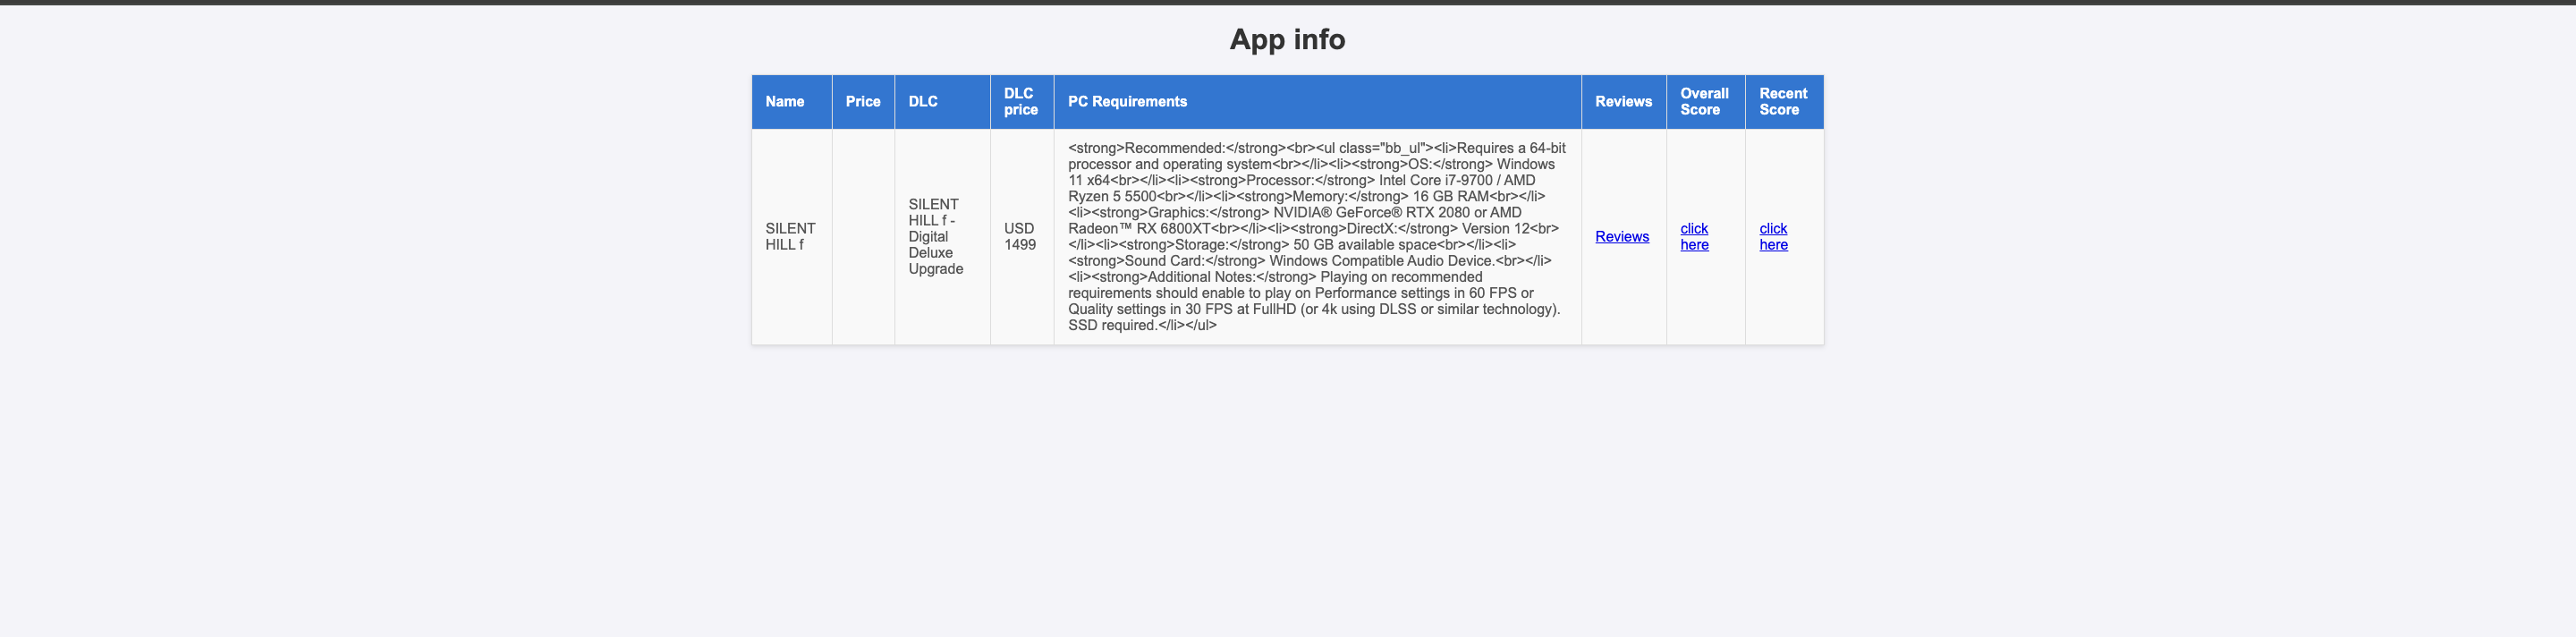 App info
Name
Price
DLC
DLC
price
PC Requirements
Reviews
Overall
Score
Recent
Score
SILENT
HILL f
SILENT
HILL f -
Digital
Deluxe
Upgrade
USD
1499
<strong>Recommended:</strong><br><ul class="bb_ul"><li>Requires a 64-bit
processor and operating system<br></li><li><strong>OS:</strong> Windows
11 x64<br></li><li><strong>Processor:</strong> Intel Core i7-9700 / AMD
Ryzen 5 5500<br></li><li><strong>Memory:</strong> 16 GB RAM<br></li>
<li><strong>Graphics:</strong> NVIDIA® GeForce® RTX 2080 or AMD
Radeon™ RX 6800XT<br></li><li><strong>DirectX:</strong> Version 12<br>
</li><li><strong>Storage:</strong> 50 GB available space<br></li><li>
<strong>Sound Card:</strong> Windows Compatible Audio Device.<br></li>
<li><strong>Additional Notes:</strong> Playing on recommended
requirements should enable to play on Performance settings in 60 FPS or
Quality settings in 30 FPS at FullHD (or 4k using DLSS or similar technology).
SSD required.</li></ul>
Reviews
click
here
click
here